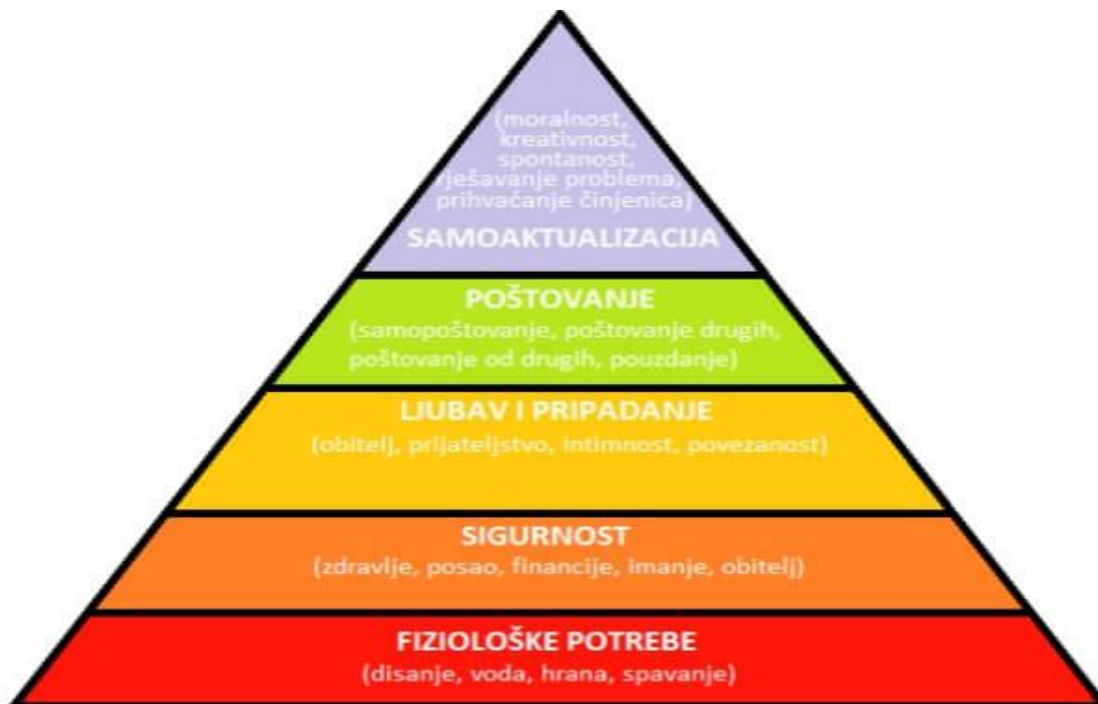 (moralnost,
kreativnost,
spontanost,
rješavanje problema,
prihvaćanje činjenica)
SAMOAKTUALIZACIJA
POŠTOVANJE
(samopoštovanje, poštovanje drugih,
poštovanje od drugih, pouzdanje)
LJUBAV I PRIPADANJE
(obitelj, prijateljstvo, intimnost, povezanost)
SIGURNOST
(zdravlje, posao, financije, imanje, obitelj)
FIZIOLOŠKE POTREBE
(disanje, voda, hrana, spavanje)